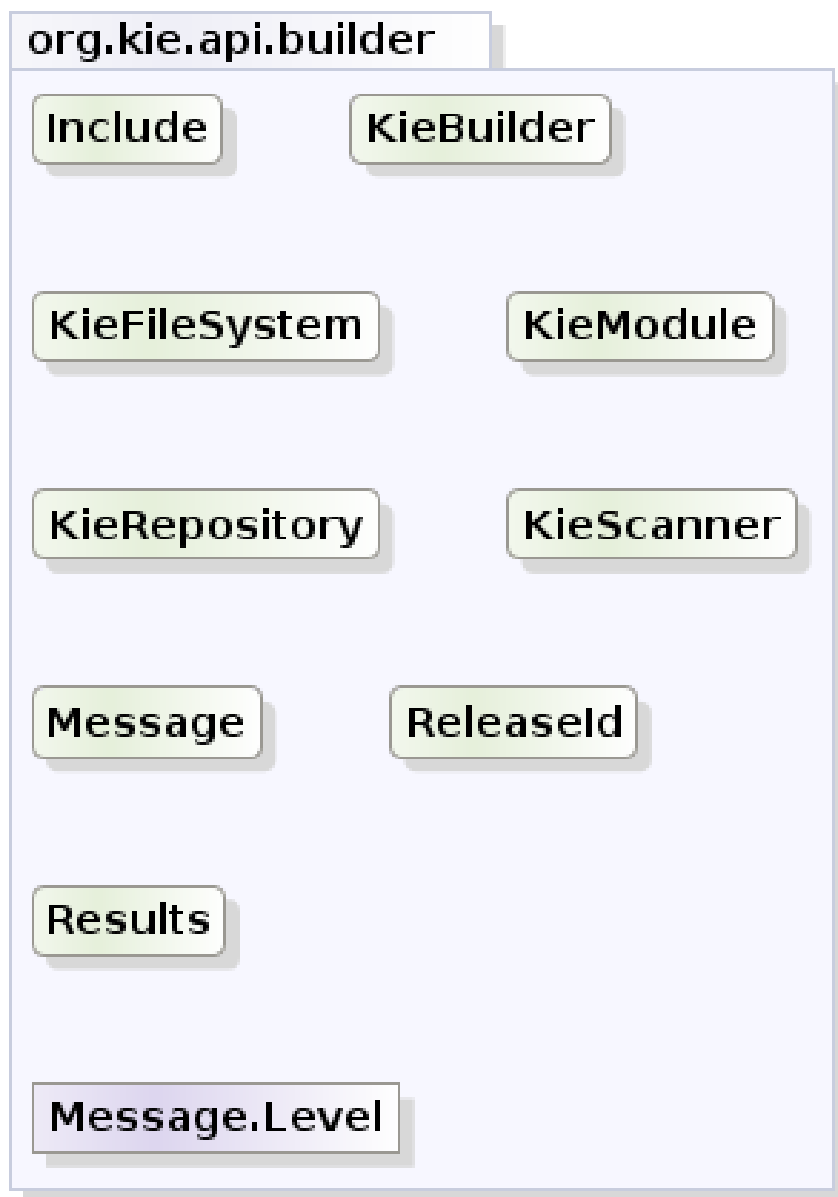 org.kie.api.builder
Include KieBuilder
KieFileSystem KieModule
KieRepository KieScanner
Message ReleaseId
Results
Message.Level